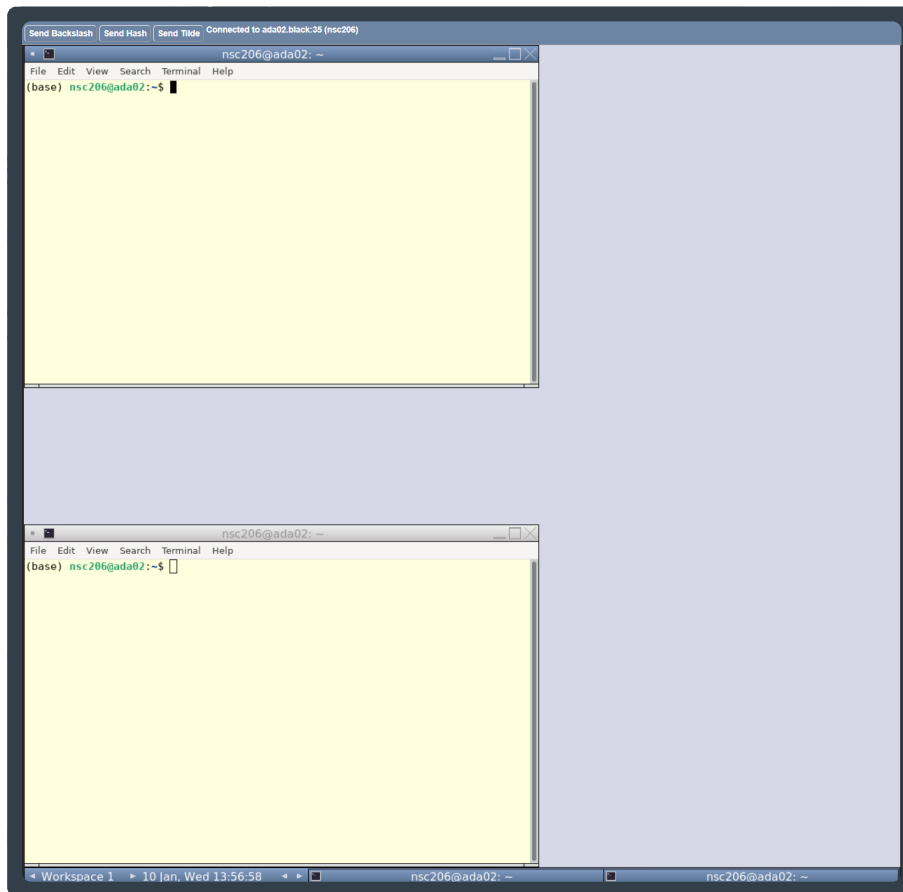 Send Backslash Send Hash Send Tilde Connected to ada02.black:35 (nsc206)
nsc206@ada02: ~
File Edit View Search Terminal Help
(base) nsc206@ada02:~$
nsc206@ada02: ~
File Edit View Search Terminal Help
(base) nsc206@ada02:~$
Workspace 1 10 Jan, Wed 13:56:58 nsc206@ada02: ~ nsc206@ada02: ~